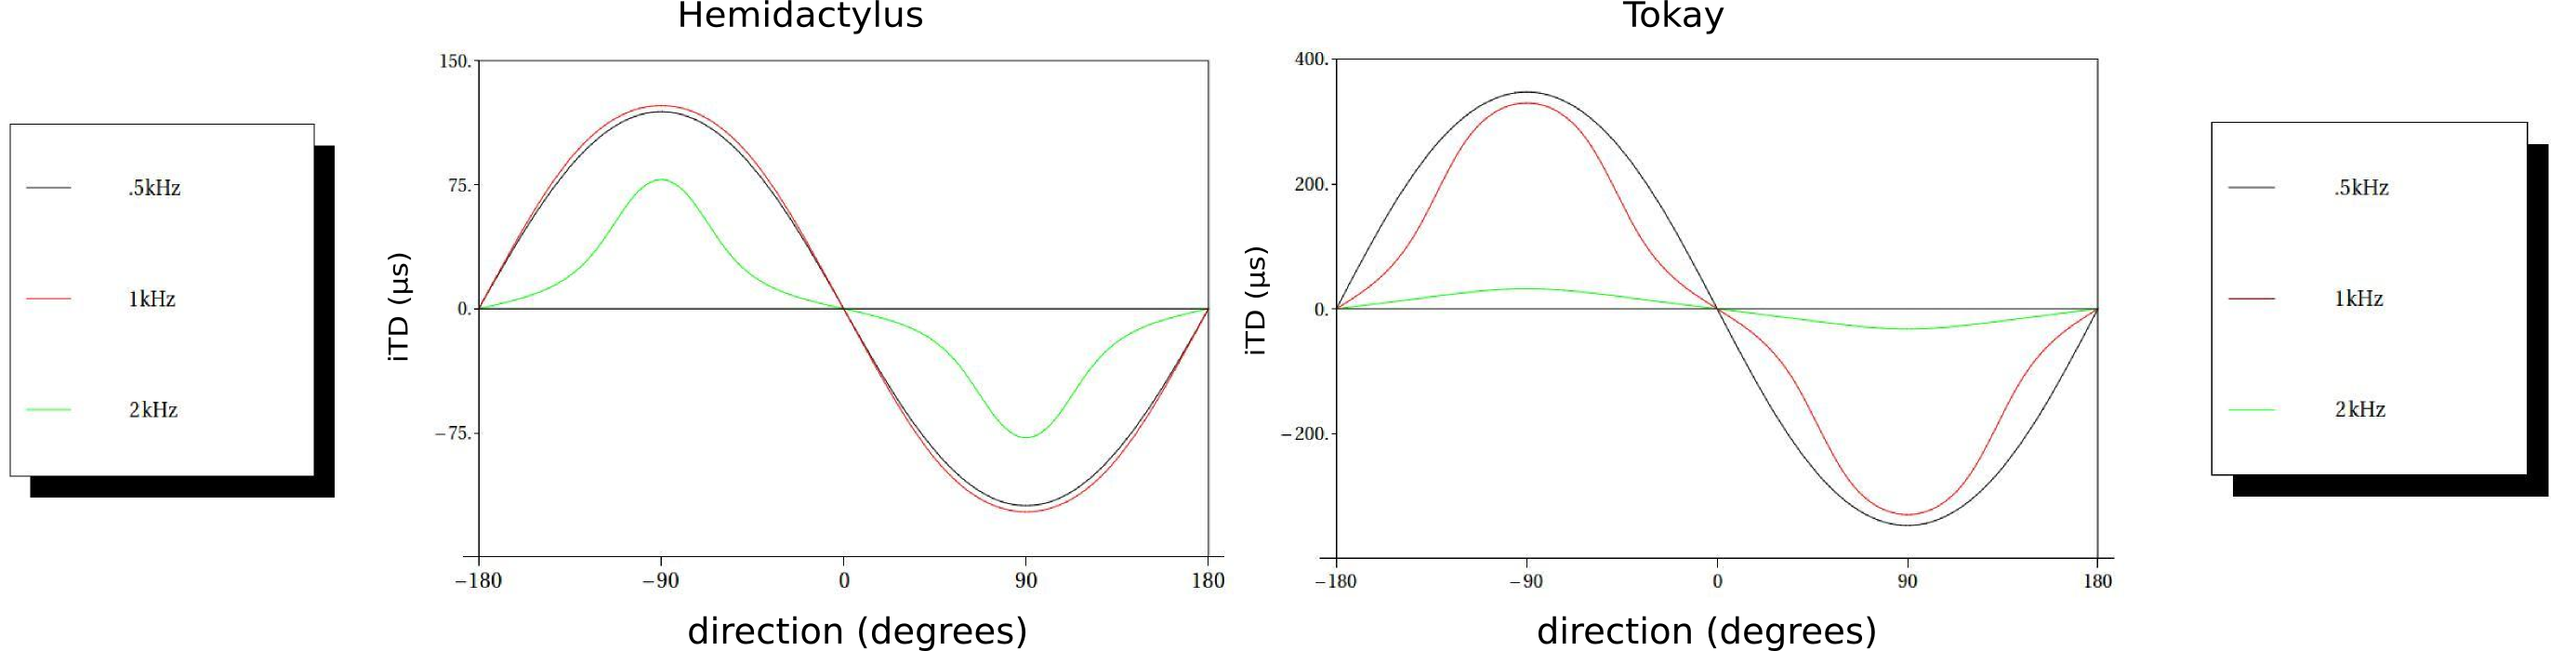 Hemidactylus
Tokay
.5kHz
1kHz
2kHz
iTD (µs)
150.
75.
0.
−75.
−180
−90
0
90
180
direction (degrees)
iTD (µs)
400.
200.
0.
−200.
−180
−90
0
90
180
direction (degrees)
.5kHz
1kHz
2kHz